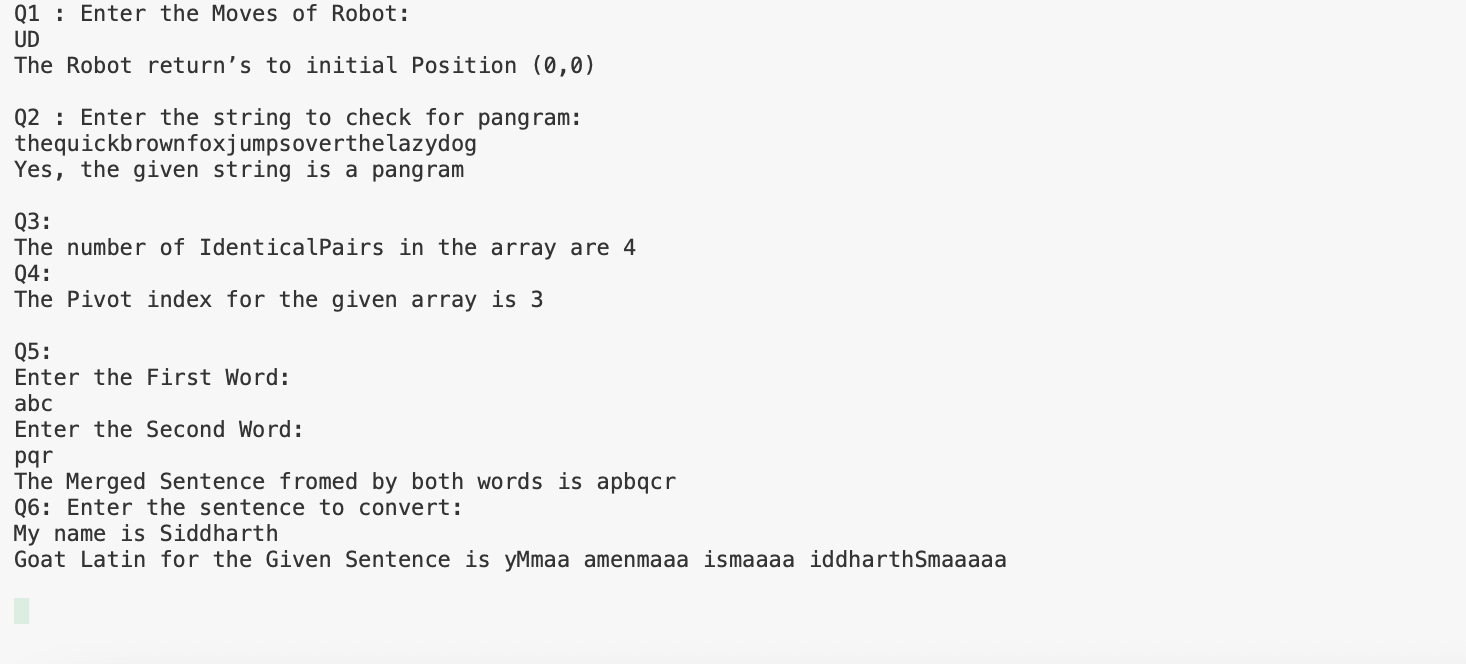 Q1 : Enter the Moves of Robot:
UD
The Robot return’s to initial Position (0,0)
Q2 : Enter the string to check for pangram:
thequickbrownfoxjumpsoverthelazydog
Yes, the given string is a pangram
Q3:
The number of IdenticalPairs in the array are 4
Q4:
The Pivot index for the given array is 3
Q5:
Enter the First Word:
abc
Enter the Second Word:
pqr
The Merged Sentence fromed by both words is apbqcr
Q6: Enter the sentence to convert:
My name is Siddharth
Goat Latin for the Given Sentence is yMmaa amenmaaa ismaaaa iddharthSmaaaaa